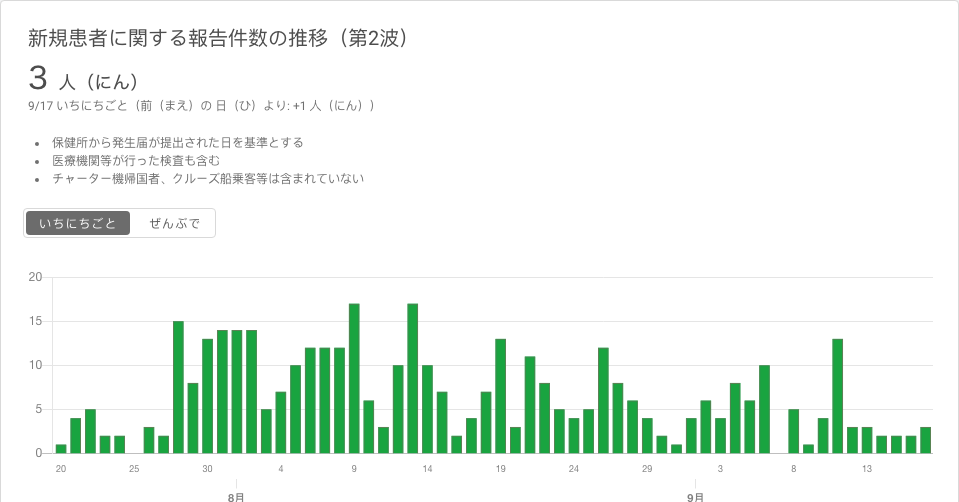 新規患者に関する報告件数の推移（第2波）
3 人（にん）
9/17 いちにちごと（前（まえ）の 日（ひ）より: +1 人（にん））
保健所から発生届が提出された日を基準とする
医療機関等が行った検査も含む
チャーター機帰国者、クルーズ船乗客等は含まれていない
いちにちごと ぜんぶで
20
15
10
5
0
20 25 30 4 9 14 19 24 29 3 8 13
8月 9月